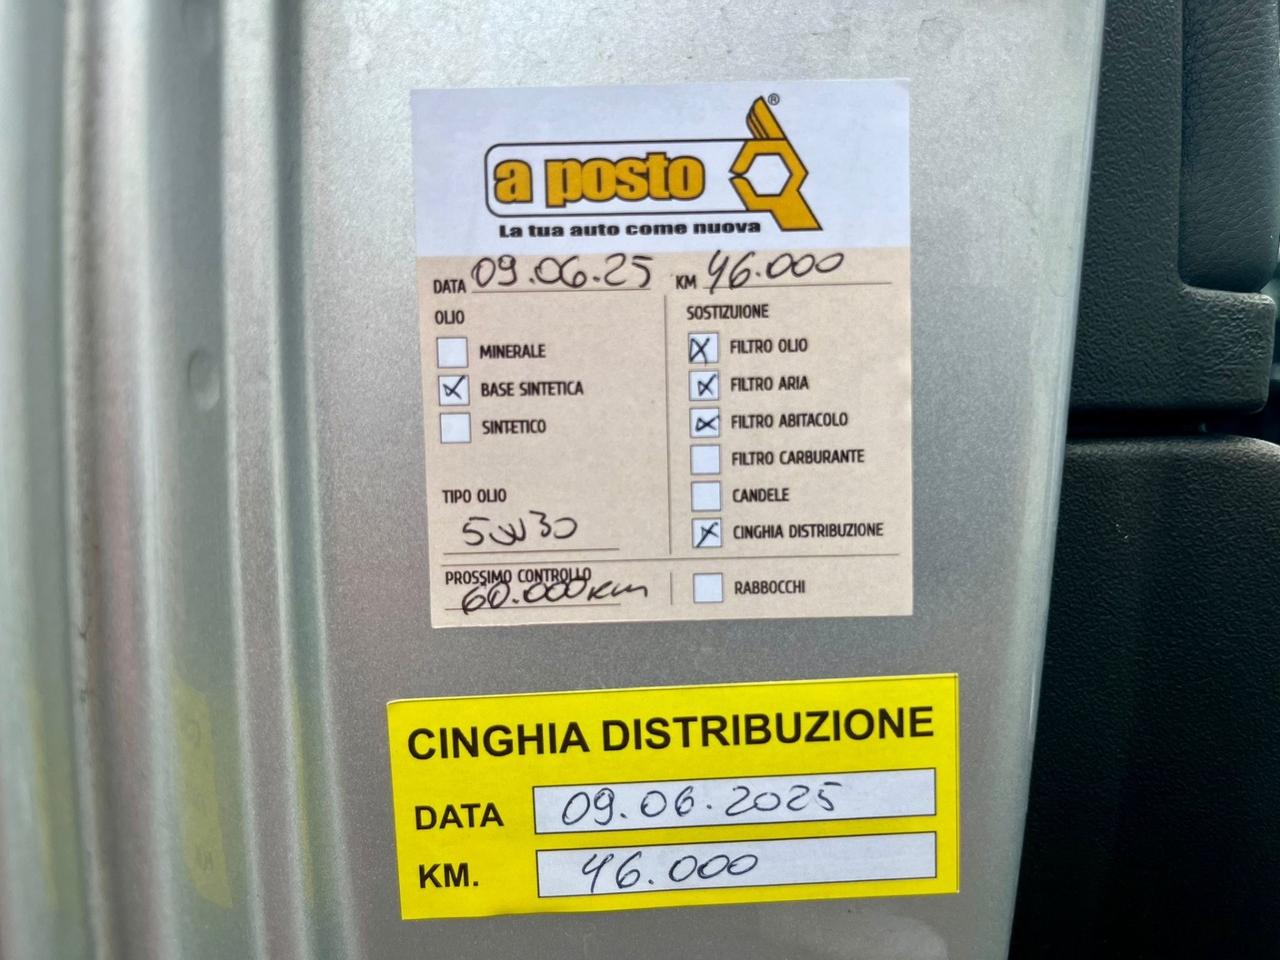 a posto ®
La tua auto come nuova
DATA 09.06.25 KM 46.000
OLIO
MINERALE
BASE SINTETICA
SINTETICO
TIPO OLIO
5W30
PROSSIMO CONTROLLO
60.000 km
SOSTIZUIONE
FILTRO OLIO
FILTRO ARIA
FILTRO ABITACOLO
FILTRO CARBURANTE
CANDELE
CINGHIA DISTRIBUZIONE
RABBOCCHI
CINGHIA DISTRIBUZIONE
DATA 09.06.2025
KM. 46.000